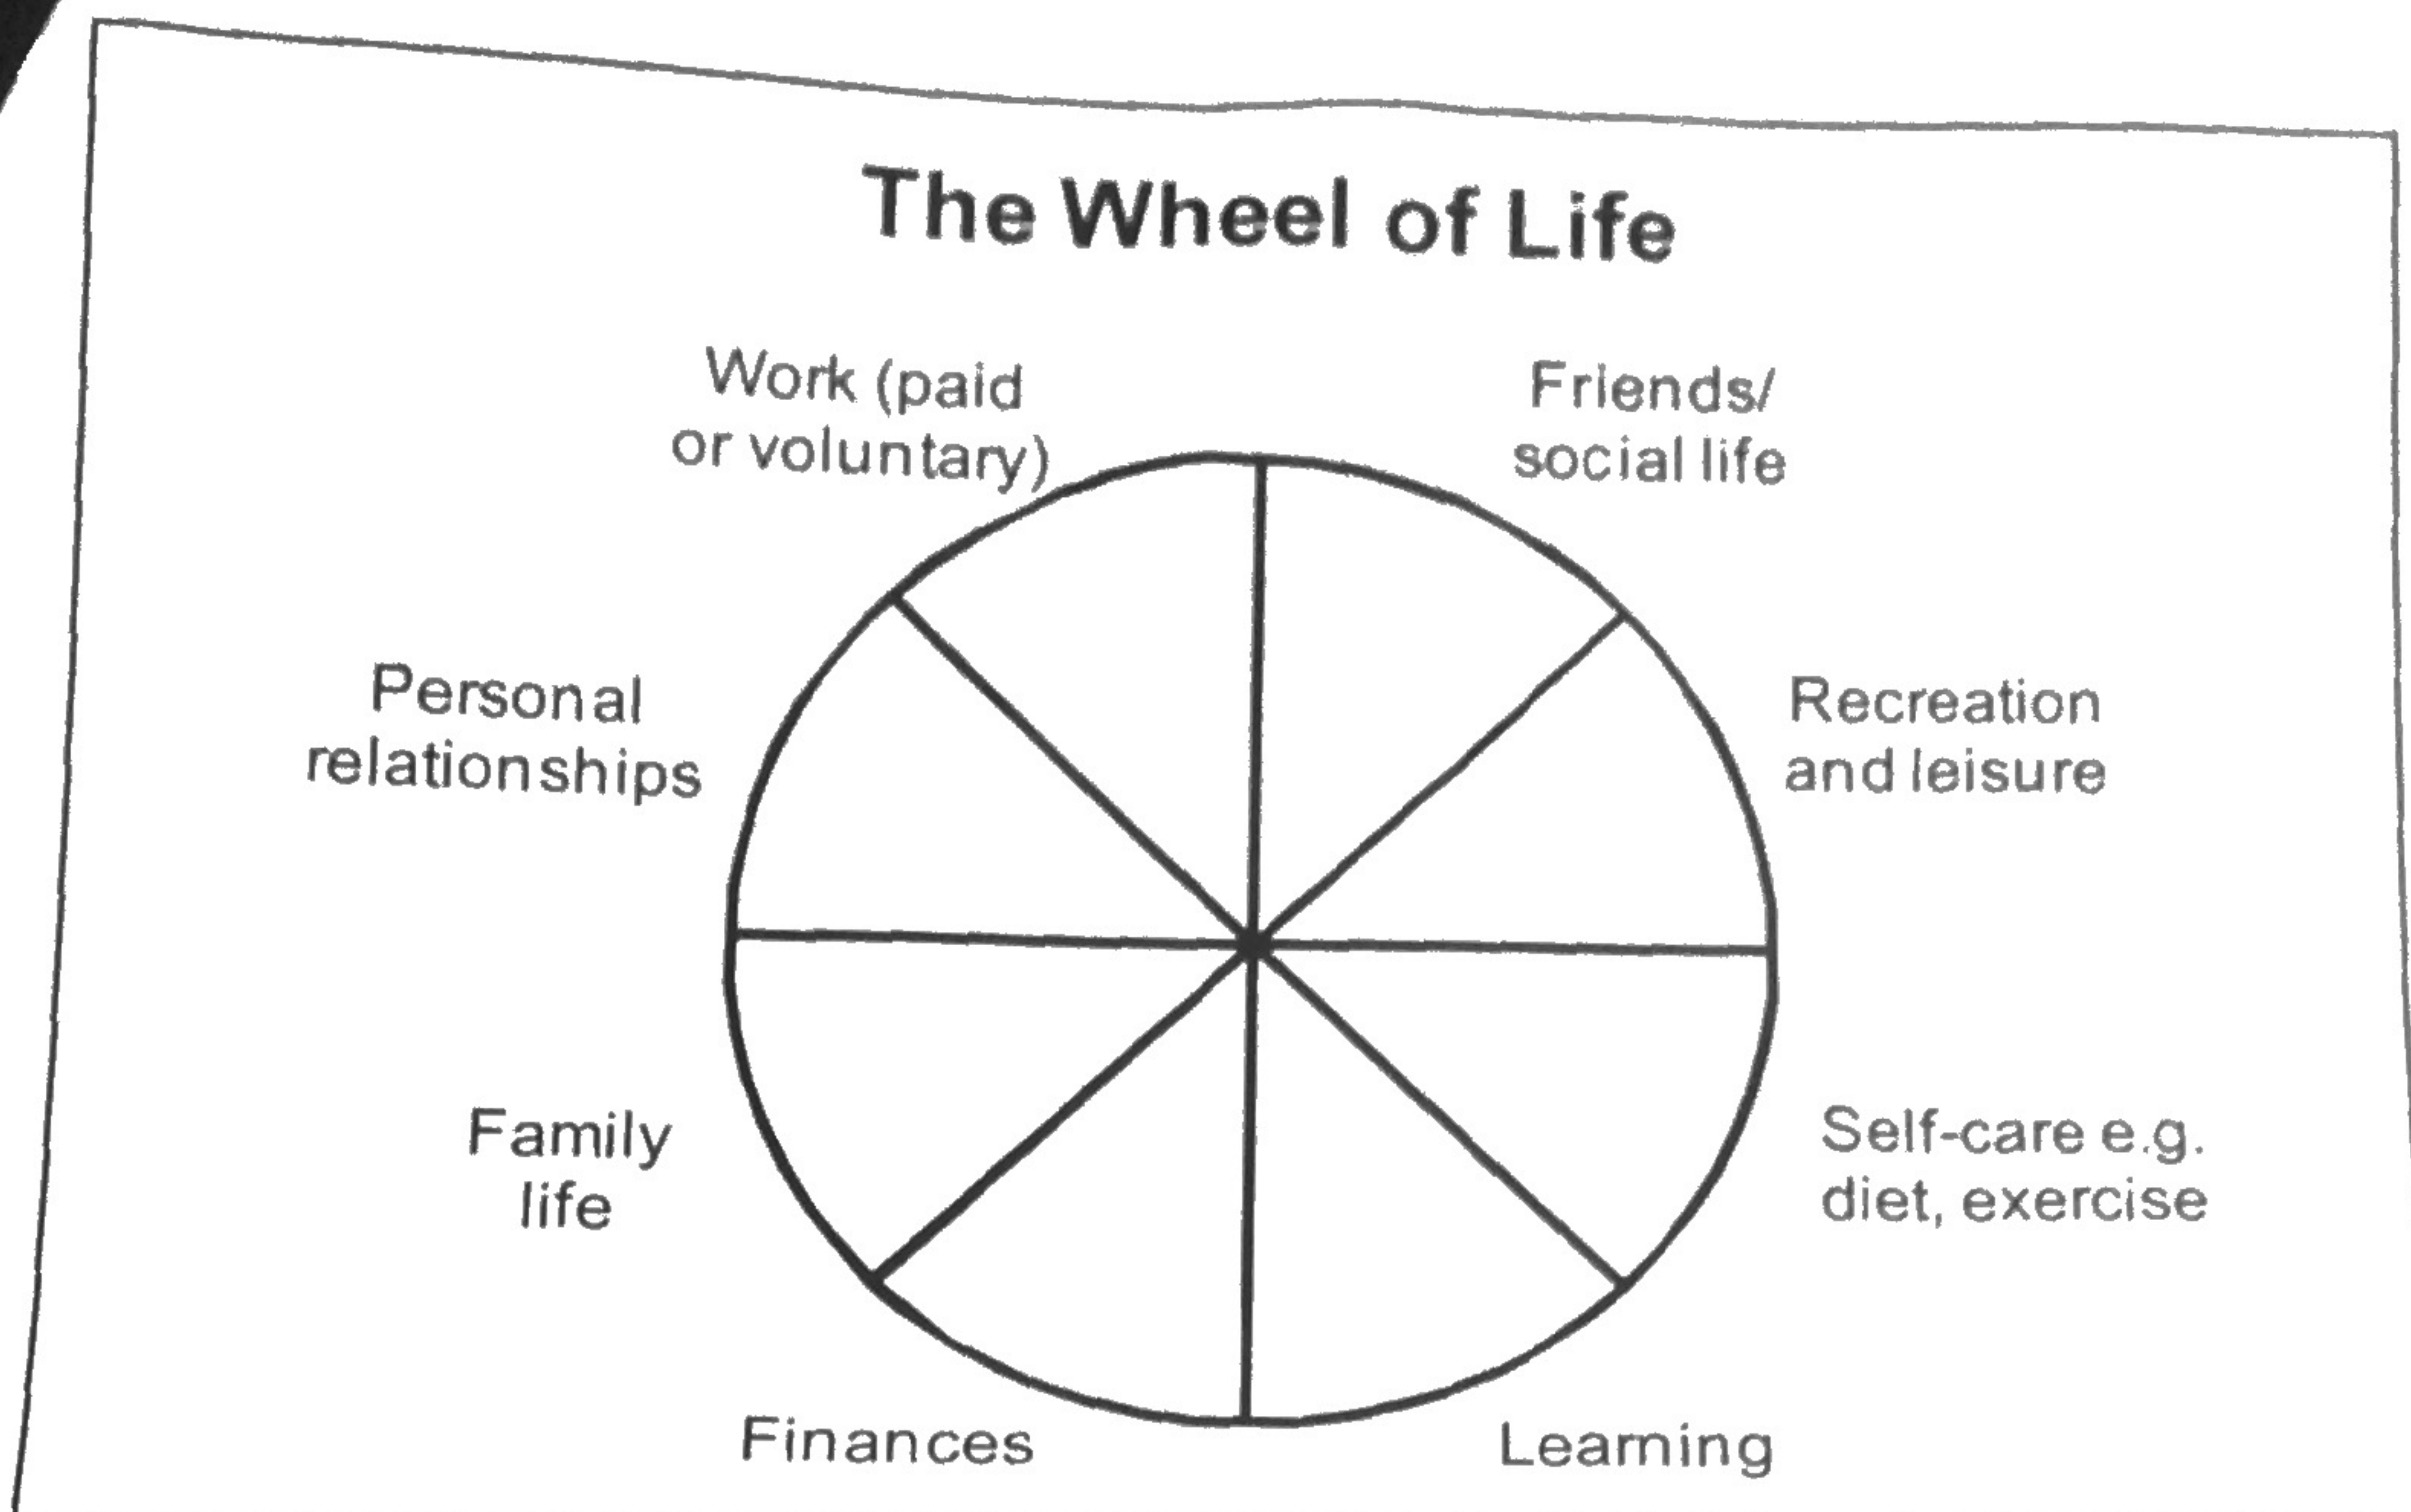 The Wheel of Life
Work (paid
or voluntary)
Friends/
social life
Recreation
and leisure
Self-care e.g.
diet, exercise
Learning
Finances
Family
life
Personal
relationships